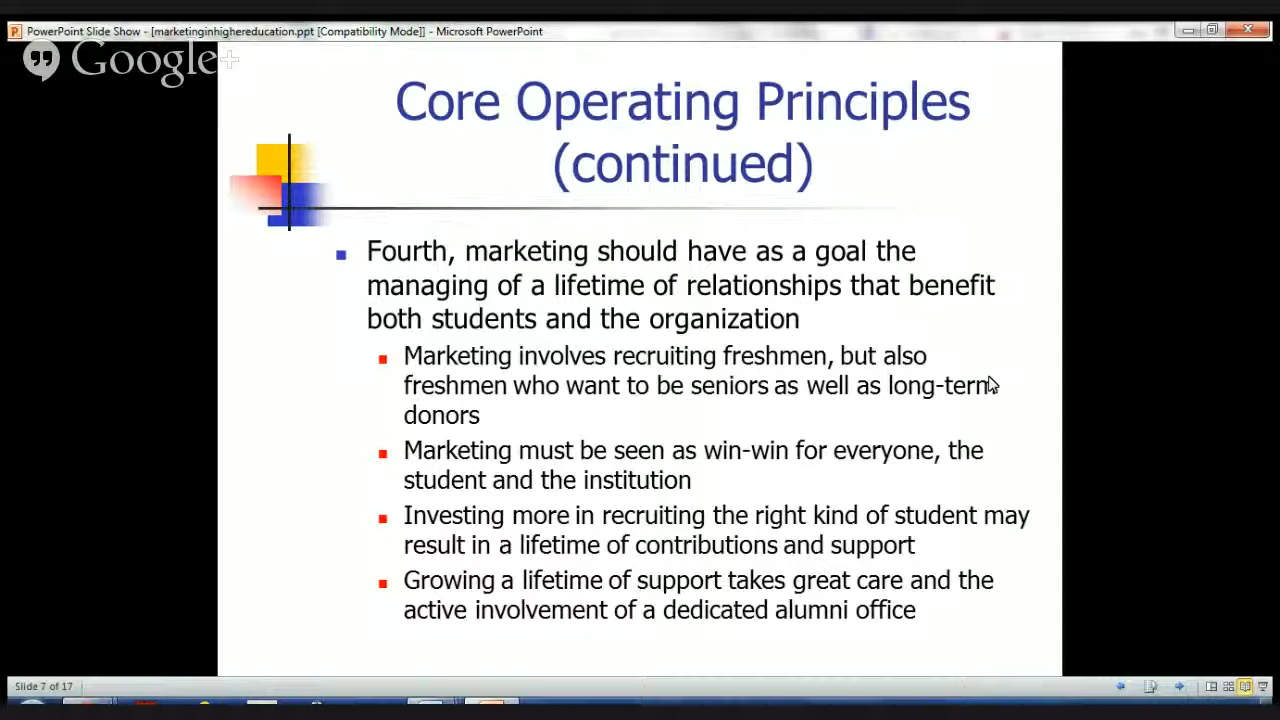 PowerPoint Slide Show - [marketinginhighereducation.ppt [Compatibility Mode]] - Microsoft PowerPoint
Google+
Core Operating Principles
(continued)
Fourth, marketing should have as a goal the
managing of a lifetime of relationships that benefit
both students and the organization
Marketing involves recruiting freshmen, but also
freshmen who want to be seniors as well as long-term
donors
Marketing must be seen as win-win for everyone, the
student and the institution
Investing more in recruiting the right kind of student may
result in a lifetime of contributions and support
Growing a lifetime of support takes great care and the
active involvement of a dedicated alumni office
Slide 7 of 17